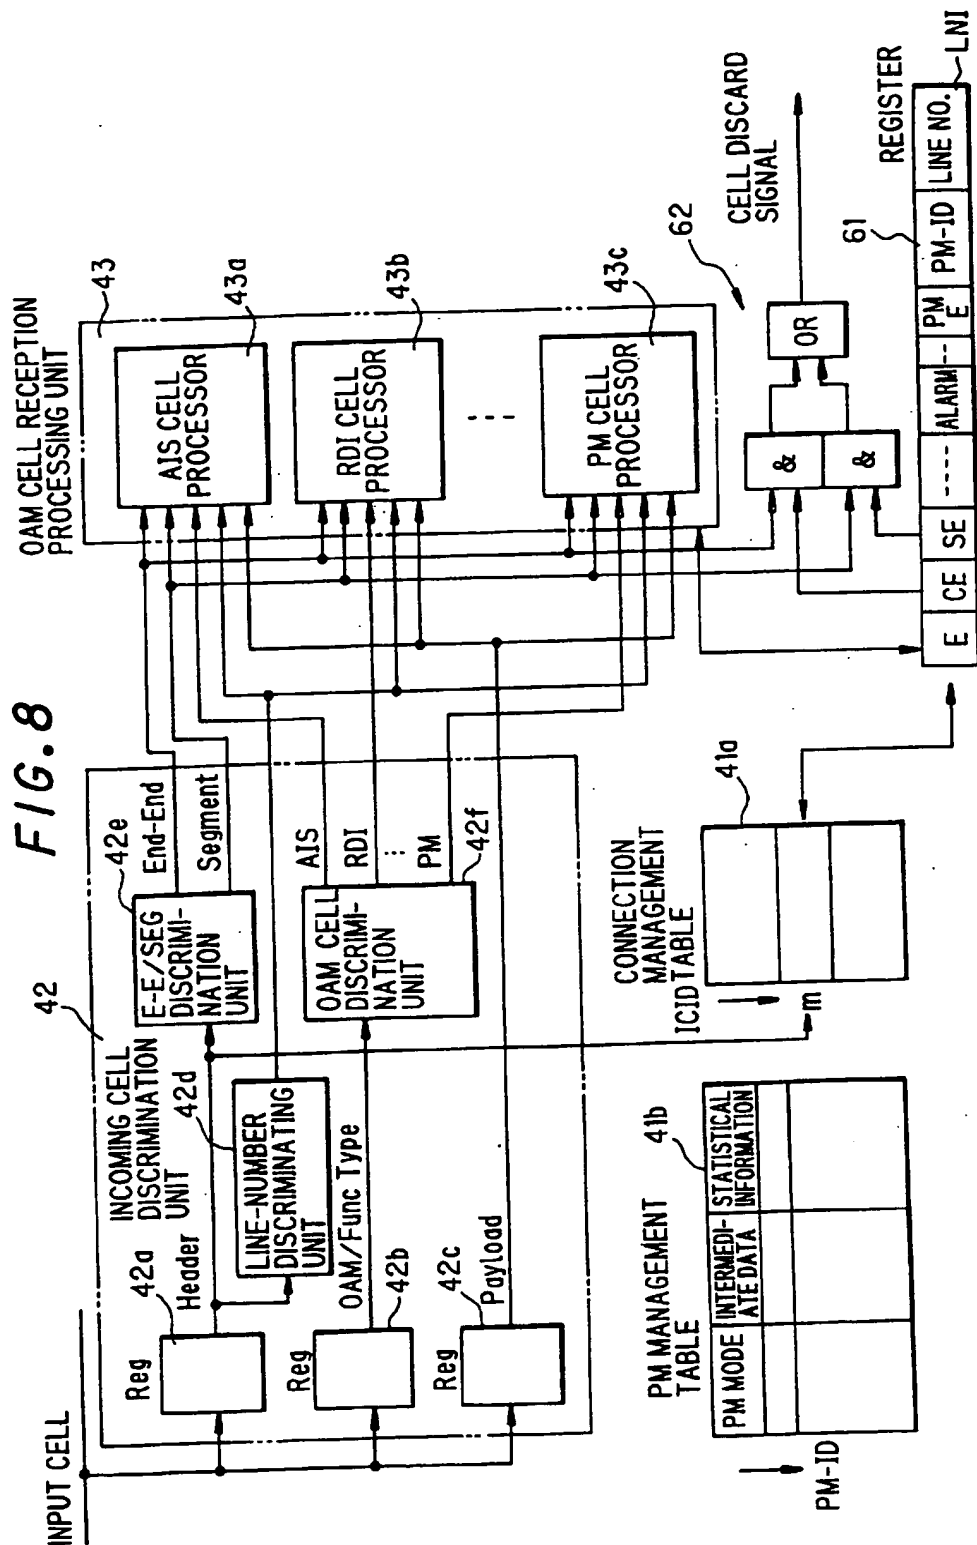 FIG. 8
INPUT CELL
42
INCOMING CELL
DISCRIMINATION
UNIT
Reg
42a
Header
42d
LINE-NUMBER
DISCRIMINATING
UNIT
42e
E-E/SEG
DISCRIMI-
NATION
UNIT
End-End
Segment
Reg
OAM/Func Type
42b
OAM CELL
DISCRIMI-
NATION
UNIT
AIS
RDI
⋮
PM
42f
Reg
42c
Payload
OAM CELL RECEPTION
PROCESSING UNIT
43
AIS CELL
PROCESSOR
43a
RDI CELL
PROCESSOR
43b
----
PM CELL
PROCESSOR
43c
62
&
&
OR
CELL DISCARD
SIGNAL
PM MANAGEMENT
TABLE
41b
PM-ID
PM MODE
INTERMEDI-
ATE DATA
STATISTICAL
INFORMATION
CONNECTION
MANAGEMENT
TABLE
ICID
m
41a
REGISTER
61
E
CE
SE
----
ALARM
--
PM
E
PM-ID
LINE NO.
LNI